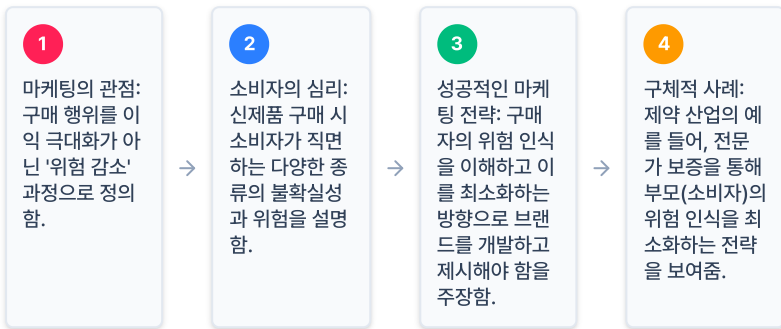 1
마케팅의 관점:
구매 행위를 이
익 극대화가 아
닌 '위험 감소'
과정으로 정의
함.
2
소비자의 심리:
신제품 구매 시
소비자가 직면
하는 다양한 종
류의 불확실성
과 위험을 설명
함.
3
성공적인 마케
팅 전략: 구매
자의 위험 인식
을 이해하고 이
를 최소화하는
방향으로 브랜
드를 개발하고
제시해야 함을
주장함.
4
구체적 사례:
제약 산업의 예
를 들어, 전문
가 보증을 통해
부모(소비자)의
위험 인식을 최
소화하는 전략
을 보여줌.